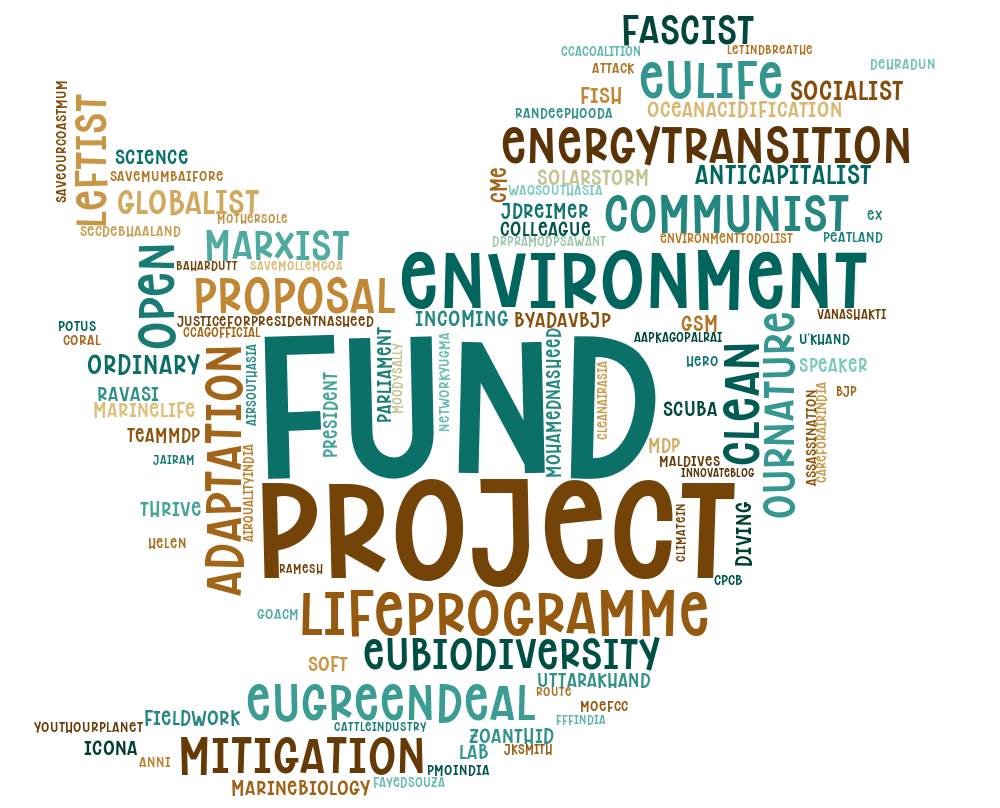 FASCIST
CCACOALITION
LETINDBREATHE
ATTACK
EULIFE
DEHRADUN
FISH
SOCIALIST
RANDEEPHOODA
OCEANACIDIFICATION
SAVEOURCOASTMUM
LEFTIST
SCIENCE
ENERGYTRANSITION
SAVEMUMBAIFORE
CME
SOLARSTORM
ANTICAPITALIST
WAQSOUTHASIA
GLOBALIST
MOTHERSOLE
JDREIMER
COMMUNIST
EX
SECDEBHAALAND
COLLEAGUE
DRPRAMODPSAWANT
ENVIRONMENTTODOLIST
PEATLAND
OPEN
MARXIST
BAHARDUTT
SAVEMOLLEMGOA
ENVIRONMENT
PROPOSAL
JUSTICEFORPRESIDENTNASHEED
INCOMING
BYADAVBJP
GSM
VANASHAKTI
POTUS
CCAGOFFICIAL
CORAL
AAPKAGOPALRAI
U'KHAND
ORDINARY
ADAPTATION
AIRSOUTHASIA
FUND
PRESIDENT
PARLIAMENT
MOODYSALLY
NETWORKYUGMA
MOHAMEDNASHEED
CLEANAIRASIA
HERO
CLEAN
OURNATURE
SPEAKER
RAVASI
MARINELIFE
SCUBA
ASSASSINATION
CAREFORAIRINDIA
BJP
TEAMMDP
MDP
JAIRAM
AIRQUALITYINDIA
MALDIVES
INNOVATEBLOG
THRIVE
PROJECT
CLIMATEIN
DIVING
HELEN
RAMESH
CPCB
GOACM
LIFEPROGRAMME
SOFT
EUBIODIVERSITY
UTTARAKHAND
EUGREENDEAL
ROUTE
MOEFCC
YOUTHOURPLANET
FIELDWORK
CATTLEINDUSTRY
FFFINDIA
ICONA
ZOANTHID
ANNI
MITIGATION
LAB
JKSMITH
PMOINDIA
MARINEBIOLOGY
FAYEDSOUZA